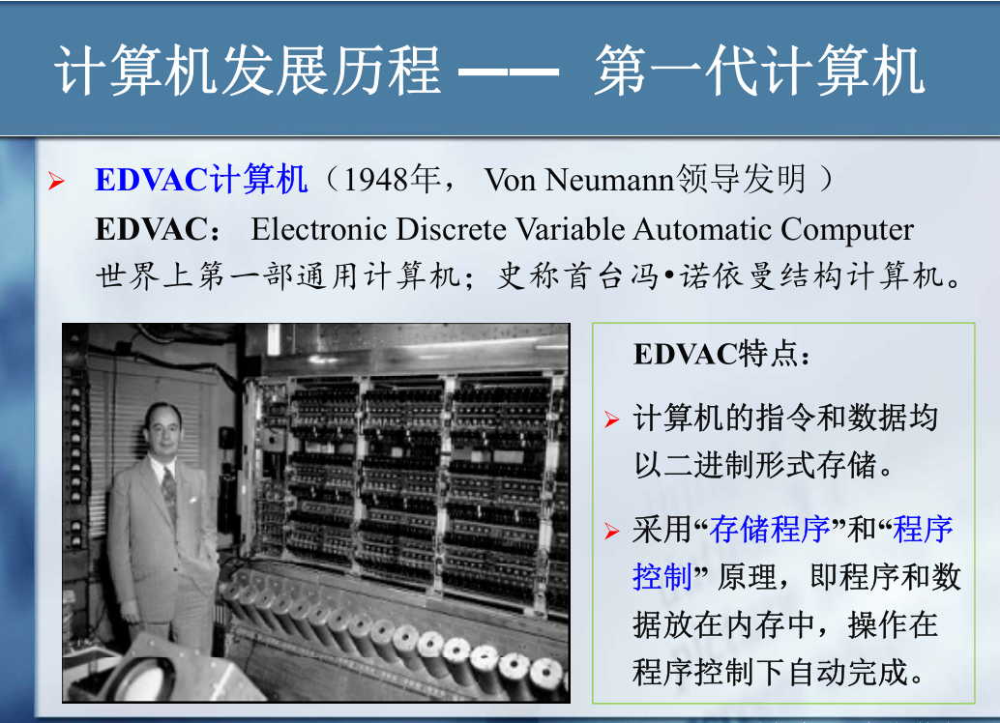 计算机发展历程 —— 第一代计算机
EDVAC计算机（1948年， Von Neumann领导发明 ）
EDVAC： Electronic Discrete Variable Automatic Computer
世界上第一部通用计算机；史称首台冯•诺依曼结构计算机。
EDVAC特点：
计算机的指令和数据均
以二进制形式存储。
采用“存储程序”和“程序
控制” 原理，即程序和数
据放在内存中，操作在
程序控制下自动完成。